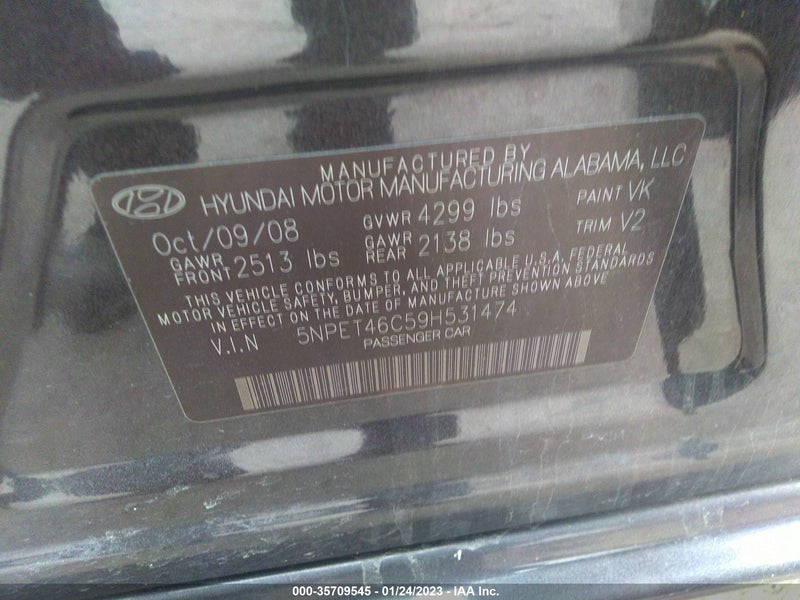 MANUFACTURED BY
HYUNDAI MOTOR MANUFACTURING ALABAMA, LLC
Oct/09/08 GVWR 4299 lbs PAINT VK
GAWR FRONT 2513 lbs GAWR REAR 2138 lbs TRIM V2
THIS VEHICLE CONFORMS TO ALL APPLICABLE U.S.A. FEDERAL
MOTOR VEHICLE SAFETY, BUMPER, AND THEFT PREVENTION STANDARDS
IN EFFECT ON THE DATE OF MANUFACTURE SHOWN ABOVE
V.I.N 5NPET46C59H531474
PASSENGER CAR
000-35709545 - 01/24/2023 - IAA Inc.